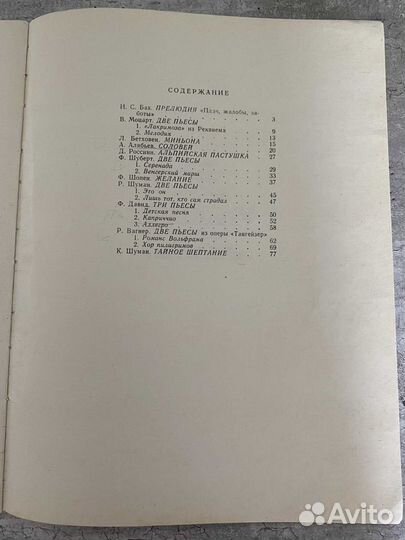 СОДЕРЖАНИЕ
И. С. Бах. ПРЕЛЮДИЯ «Плач, жалобы, за-
боты» . . . . . . . . 3
В. Моцарт. ДВЕ ПЬЕСЫ . . . . . .
1. «Лакримоза» из Реквиема . . . 9
2. Мелодия . . . . . . . 13
Л. Бетховен. МИНЬОНА . . . . . . 15
А. Алябьев. СОЛОВЕЙ . . . . . . 20
Д. Россини. АЛЬПИЙСКАЯ ПАСТУШКА . . 27
Ф. Шуберт. ДВЕ ПЬЕСЫ . . . . . .
1. Серенада . . . . . . . 29
2. Венгерский марш . . . . . 33
Ф. Шопен. ЖЕЛАНИЕ . . . . . . 37
Р. Шуман. ДВЕ ПЬЕСЫ . . . . . .
1. Это он . . . . . . . 45
2. Лишь тот, кто сам страдал . . . 47
Ф. Давид. ТРИ ПЬЕСЫ . . . . . .
1. Детская песня . . . . . . 50
2. Каприччио . . . . . . . 52
3. Аллегро . . . . . . . 58
Р. Вагнер. ДВЕ ПЬЕСЫ из оперы «Тангейзер»
1. Романс Вольфрама . . . . . 62
2. Хор пилигримов . . . . . . 69
К. Шуман. ТАЙНОЕ ШЕПТАНИЕ . . . . 77
Avito